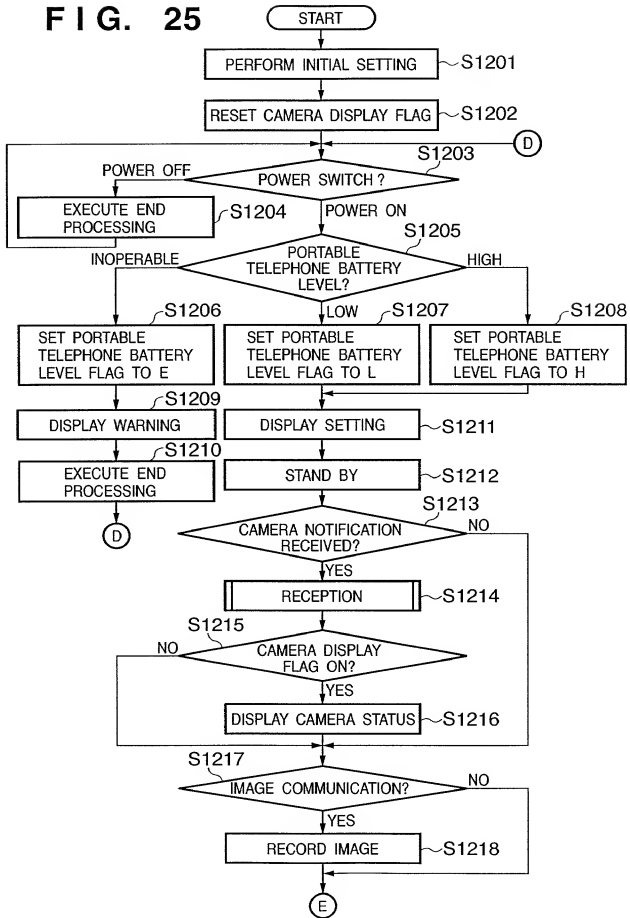 FIG. 25
START
PERFORM INITIAL SETTING
S1201
RESET CAMERA DISPLAY FLAG
S1202
D
S1203
POWER OFF
POWER SWITCH?
EXECUTE END
PROCESSING
S1204
POWER ON
S1205
INOPERABLE
PORTABLE
TELEPHONE BATTERY
LEVEL?
HIGH
S1206
LOW
S1207
S1208
SET PORTABLE
TELEPHONE BATTERY
LEVEL FLAG TO E
SET PORTABLE
TELEPHONE BATTERY
LEVEL FLAG TO L
SET PORTABLE
TELEPHONE BATTERY
LEVEL FLAG TO H
S1209
DISPLAY WARNING
DISPLAY SETTING
S1211
S1210
EXECUTE END
PROCESSING
STAND BY
S1212
D
S1213
CAMERA NOTIFICATION
RECEIVED?
NO
YES
RECEPTION
S1214
S1215
NO
CAMERA DISPLAY
FLAG ON?
YES
DISPLAY CAMERA STATUS
S1216
S1217
IMAGE COMMUNICATION?
NO
YES
RECORD IMAGE
S1218
E